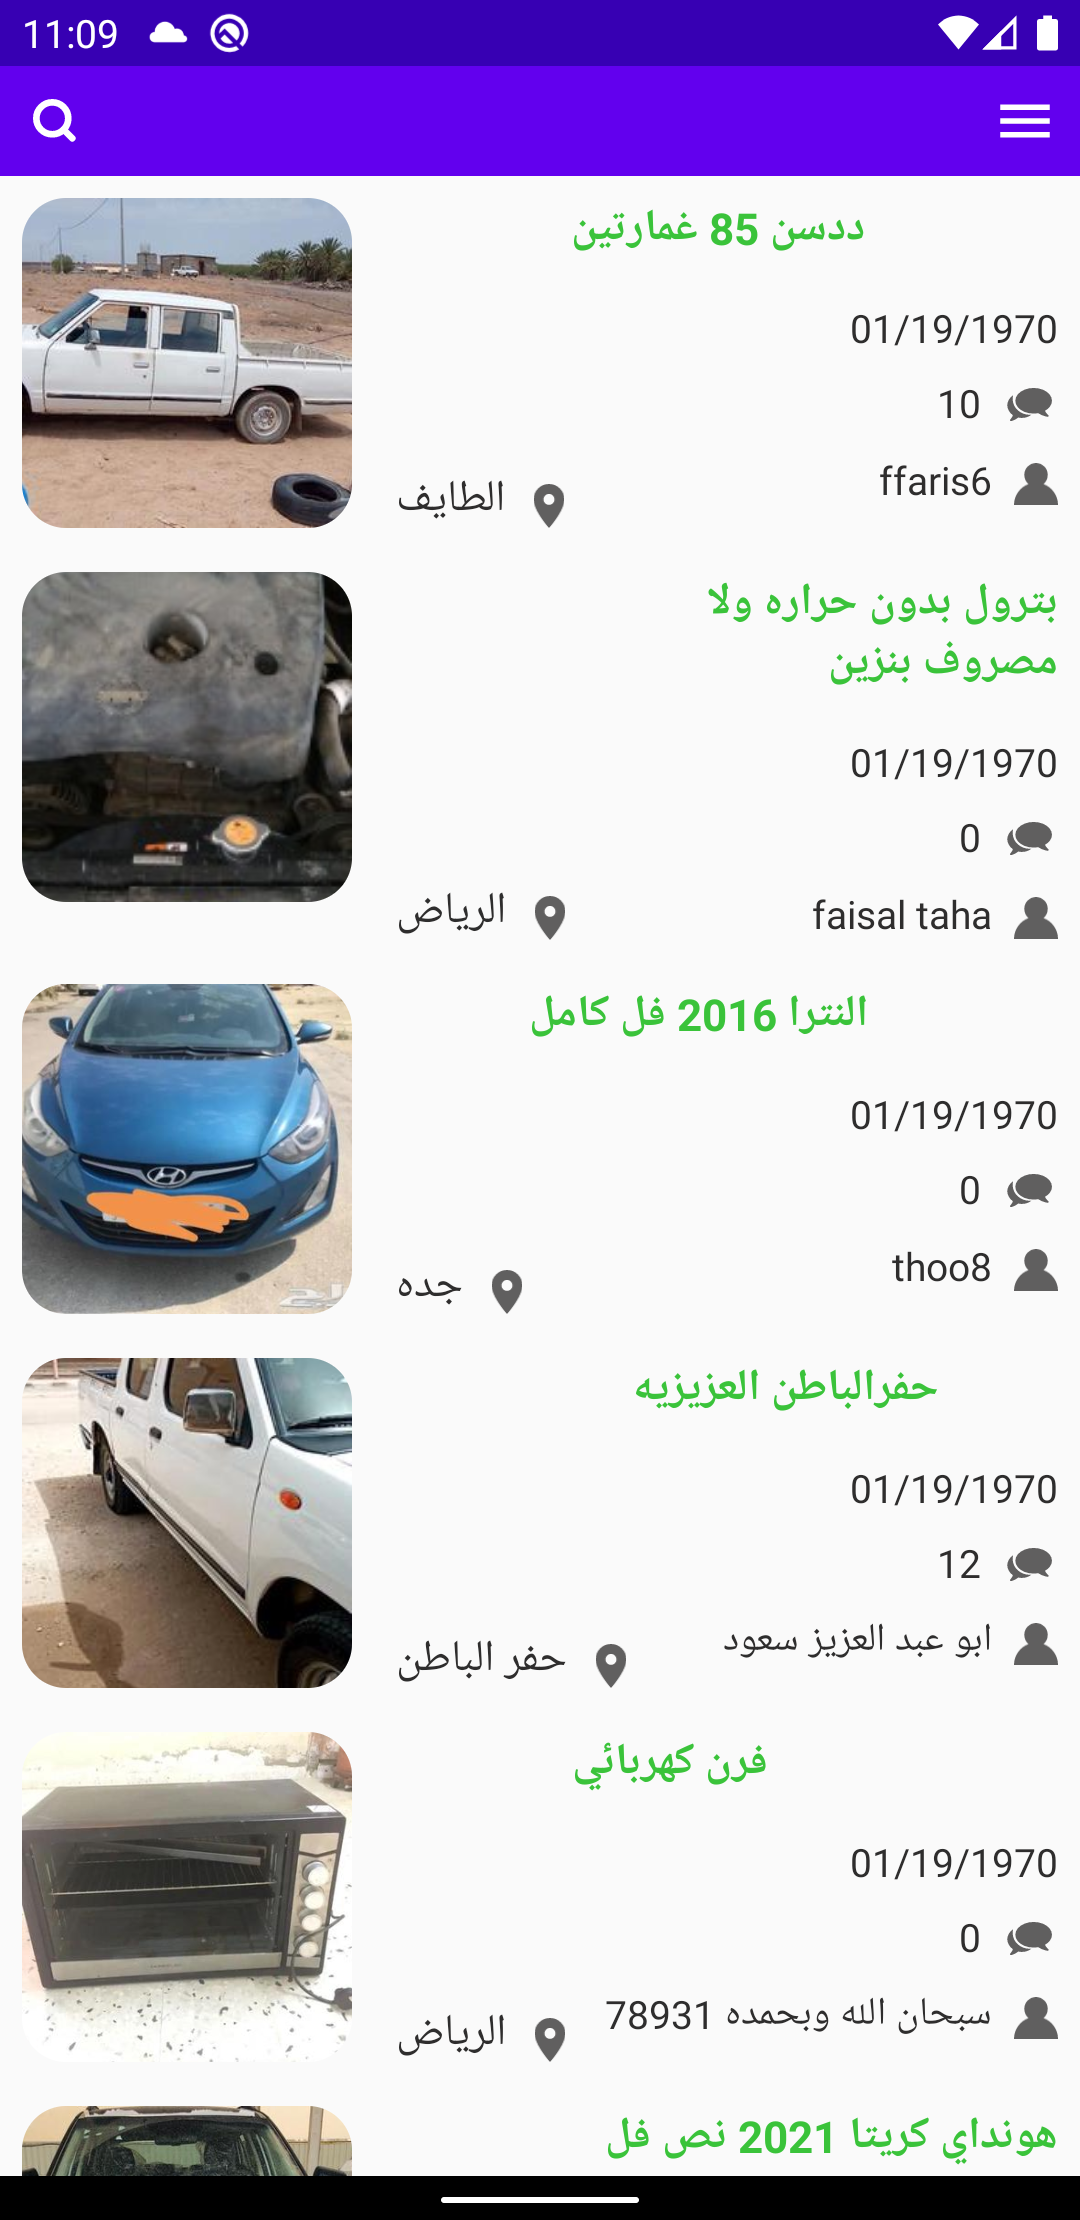 11:09
ددسن 85 غمارتين
01/19/1970
10
ffaris6
الطايف
بترول بدون حراره ولا
مصروف بنزين
01/19/1970
0
faisal taha
الرياض
النترا 2016 فل كامل
01/19/1970
0
thoo8
جده
حفرالباطن العزيزيه
01/19/1970
12
ابو عبد العزيز سعود
حفر الباطن
فرن كهربائي
01/19/1970
0
سبحان الله وبحمده 78931
الرياض
هونداي كريتا 2021 نص فل